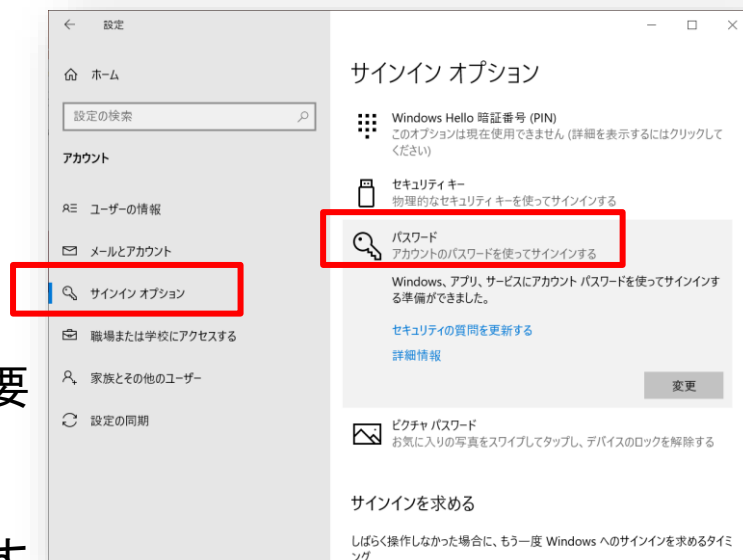 ← 設定
ホーム
設定の検索
アカウント
ユーザーの情報
メールとアカウント
サインイン オプション
職場または学校にアクセスする
家族とその他のユーザー
設定の同期
要
す
サインイン オプション
Windows Hello 暗証番号 (PIN)
このオプションは現在使用できません (詳細を表示するにはクリックして
ください)
セキュリティ キー
物理的なセキュリティ キーを使ってサインインする
パスワード
アカウントのパスワードを使ってサインインする
Windows、アプリ、サービスにアカウント パスワードを使ってサインインす
る準備ができました。
セキュリティの質問を更新する
詳細情報
変更
ピクチャ パスワード
お気に入りの写真をスワイプしてタップし、デバイスのロックを解除する
サインインを求める
しばらく操作しなかった場合に、もう一度 Windows へのサインインを求めるタイミ
ング